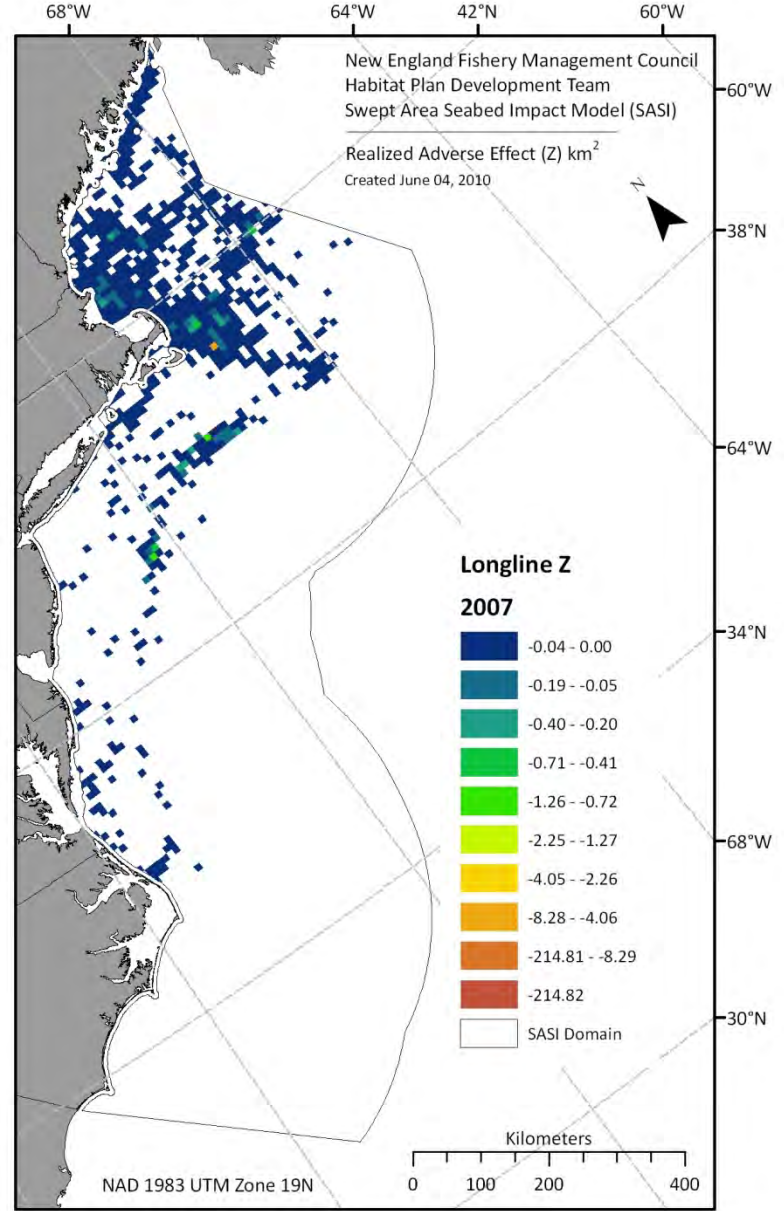 68°W
64°W
42°N
60°W
New England Fishery Management Council
Habitat Plan Development Team
Swept Area Seabed Impact Model (SASI)
Realized Adverse Effect (Z) km²
Created June 04, 2010
N
60°W
38°N
64°W
34°N
68°W
30°N
Longline Z
2007
-0.04 - 0.00
-0.19 - -0.05
-0.40 - -0.20
-0.71 - -0.41
-1.26 - -0.72
-2.25 - -1.27
-4.05 - -2.26
-8.28 - -4.06
-214.81 - -8.29
-214.82
SASI Domain
Kilometers
0 100 200 400
NAD 1983 UTM Zone 19N